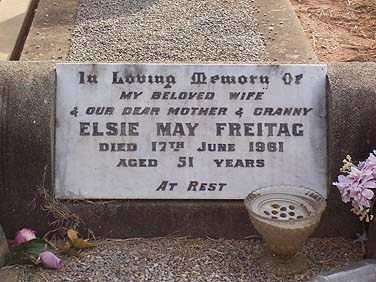 In Loving Memory Of
MY BELOVED WIFE
& OUR DEAR MOTHER & GRANNY
ELSIE MAY FREITAG
DIED 17TH JUNE 1961
AGED 51 YEARS
At REST